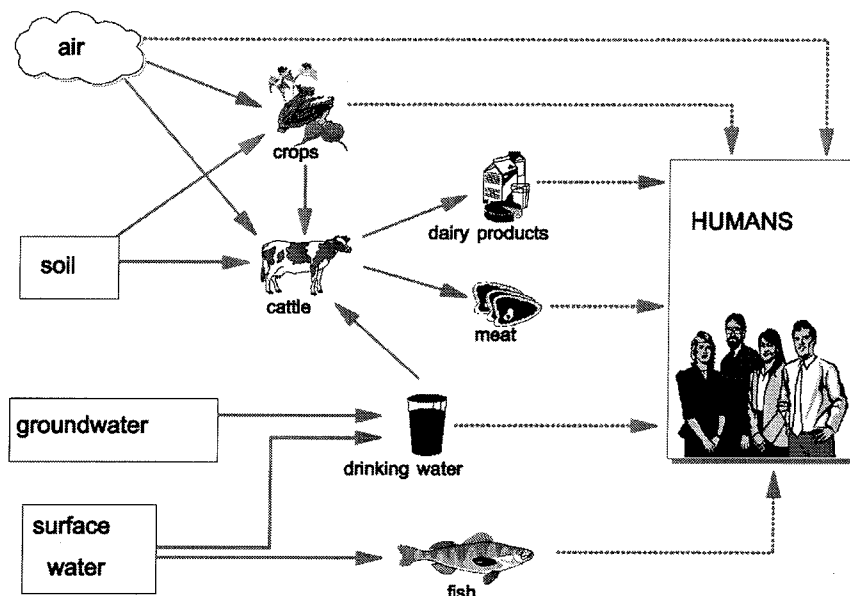 air
crops
dairy products
HUMANS
soil
cattle
meat
groundwater
drinking water
surface
water
fish